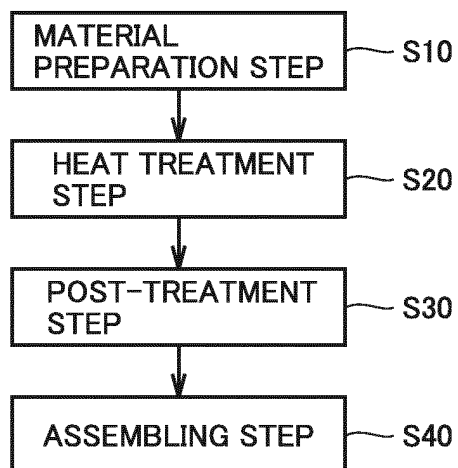 MATERIAL
PREPARATION STEP
S10
HEAT TREATMENT
STEP
S20
POST-TREATMENT
STEP
S30
ASSEMBLING STEP
S40